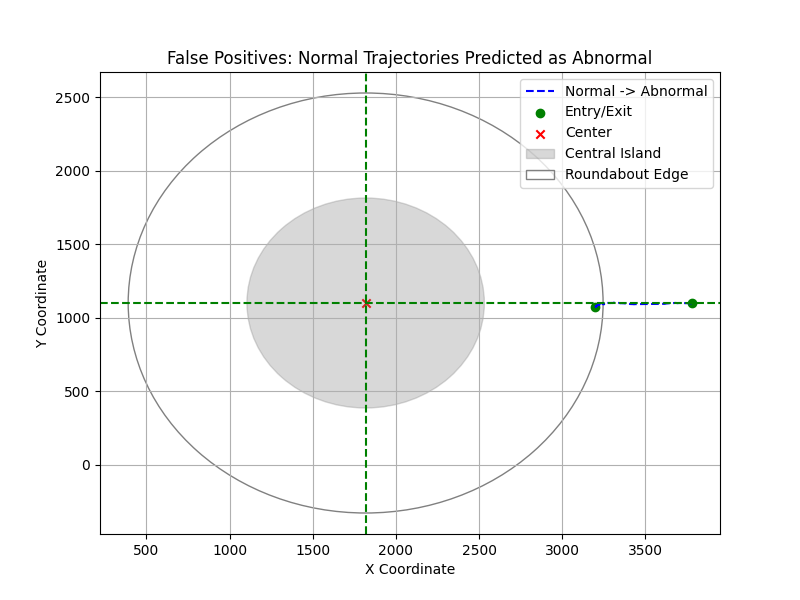 False Positives: Normal Trajectories Predicted as Abnormal
Normal -> Abnormal
Entry/Exit
Center
Central Island
Roundabout Edge
2500
2000
1500
1000
500
0
Y Coordinate
500 1000 1500 2000 2500 3000 3500
X Coordinate